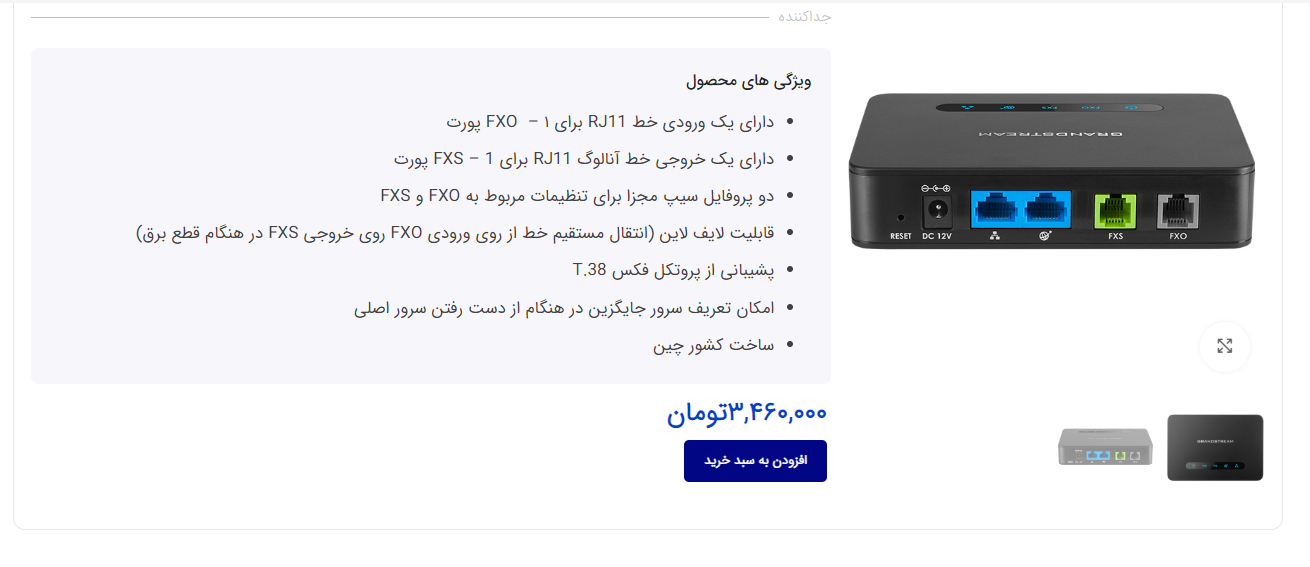 جداکننده
ویژگی های محصول
دارای یک ورودی خط RJ11 برای ۱ – FXO پورت
دارای یک خروجی خط آنالوگ RJ11 برای 1 – FXS پورت
دو پروفایل سیپ مجزا برای تنظیمات مربوط به FXO و FXS
قابلیت لایف لاین (انتقال مستقیم خط از روی ورودی FXO روی خروجی FXS در هنگام قطع برق)
پشیبانی از پروتکل فکس T.38
امکان تعریف سرور جایگزین در هنگام از دست رفتن سرور اصلی
ساخت کشور چین
۳,۴۶۰,۰۰۰تومان
افزودن به سبد خرید
FXS FXO
GRANDSTREAM
RESET DC 12V FXS FXO
GRANDSTREAM